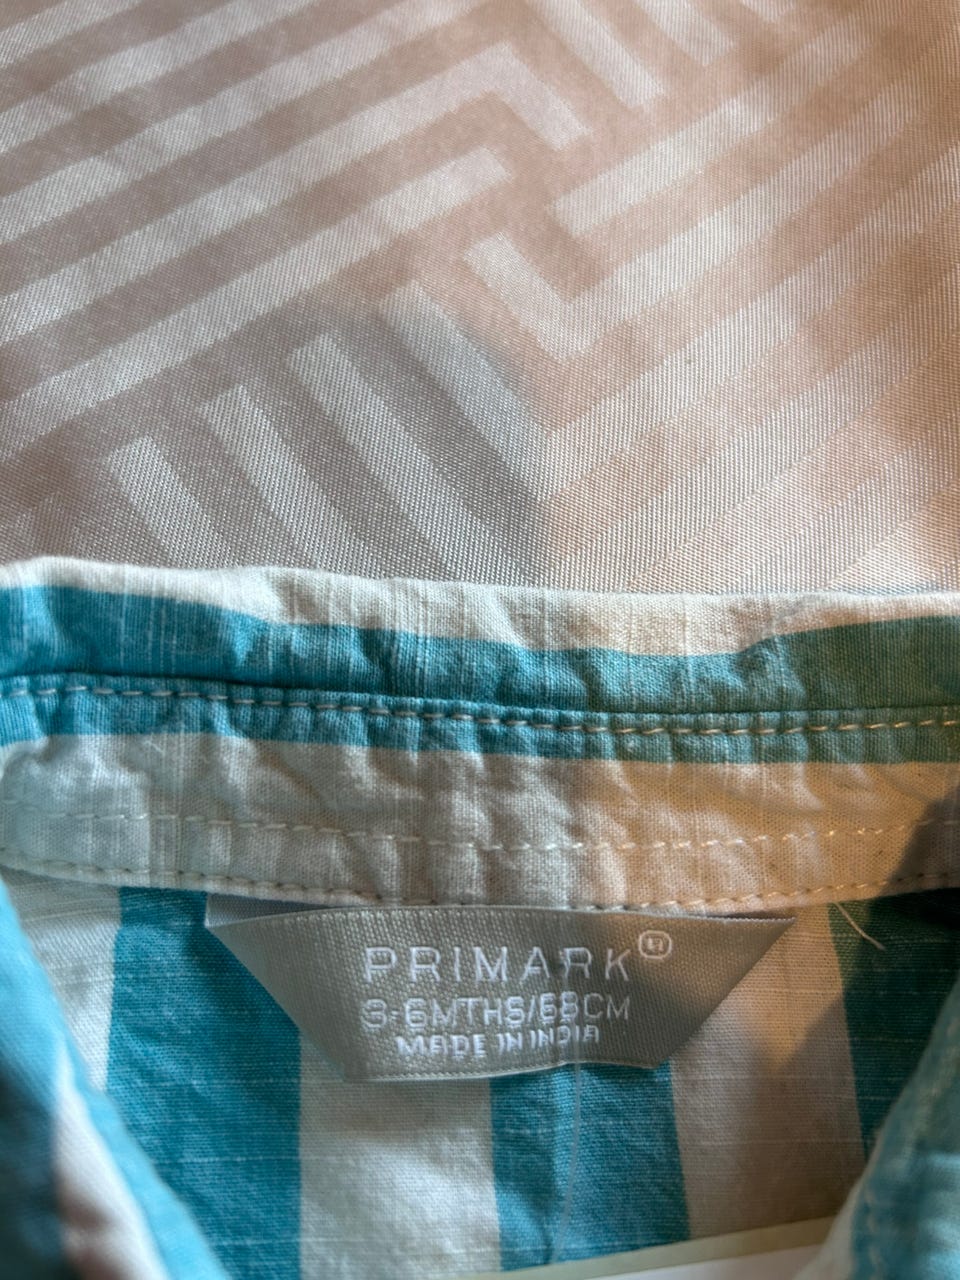 PRIMARK®
3-6MTHS/68CM
MADE IN INDIA